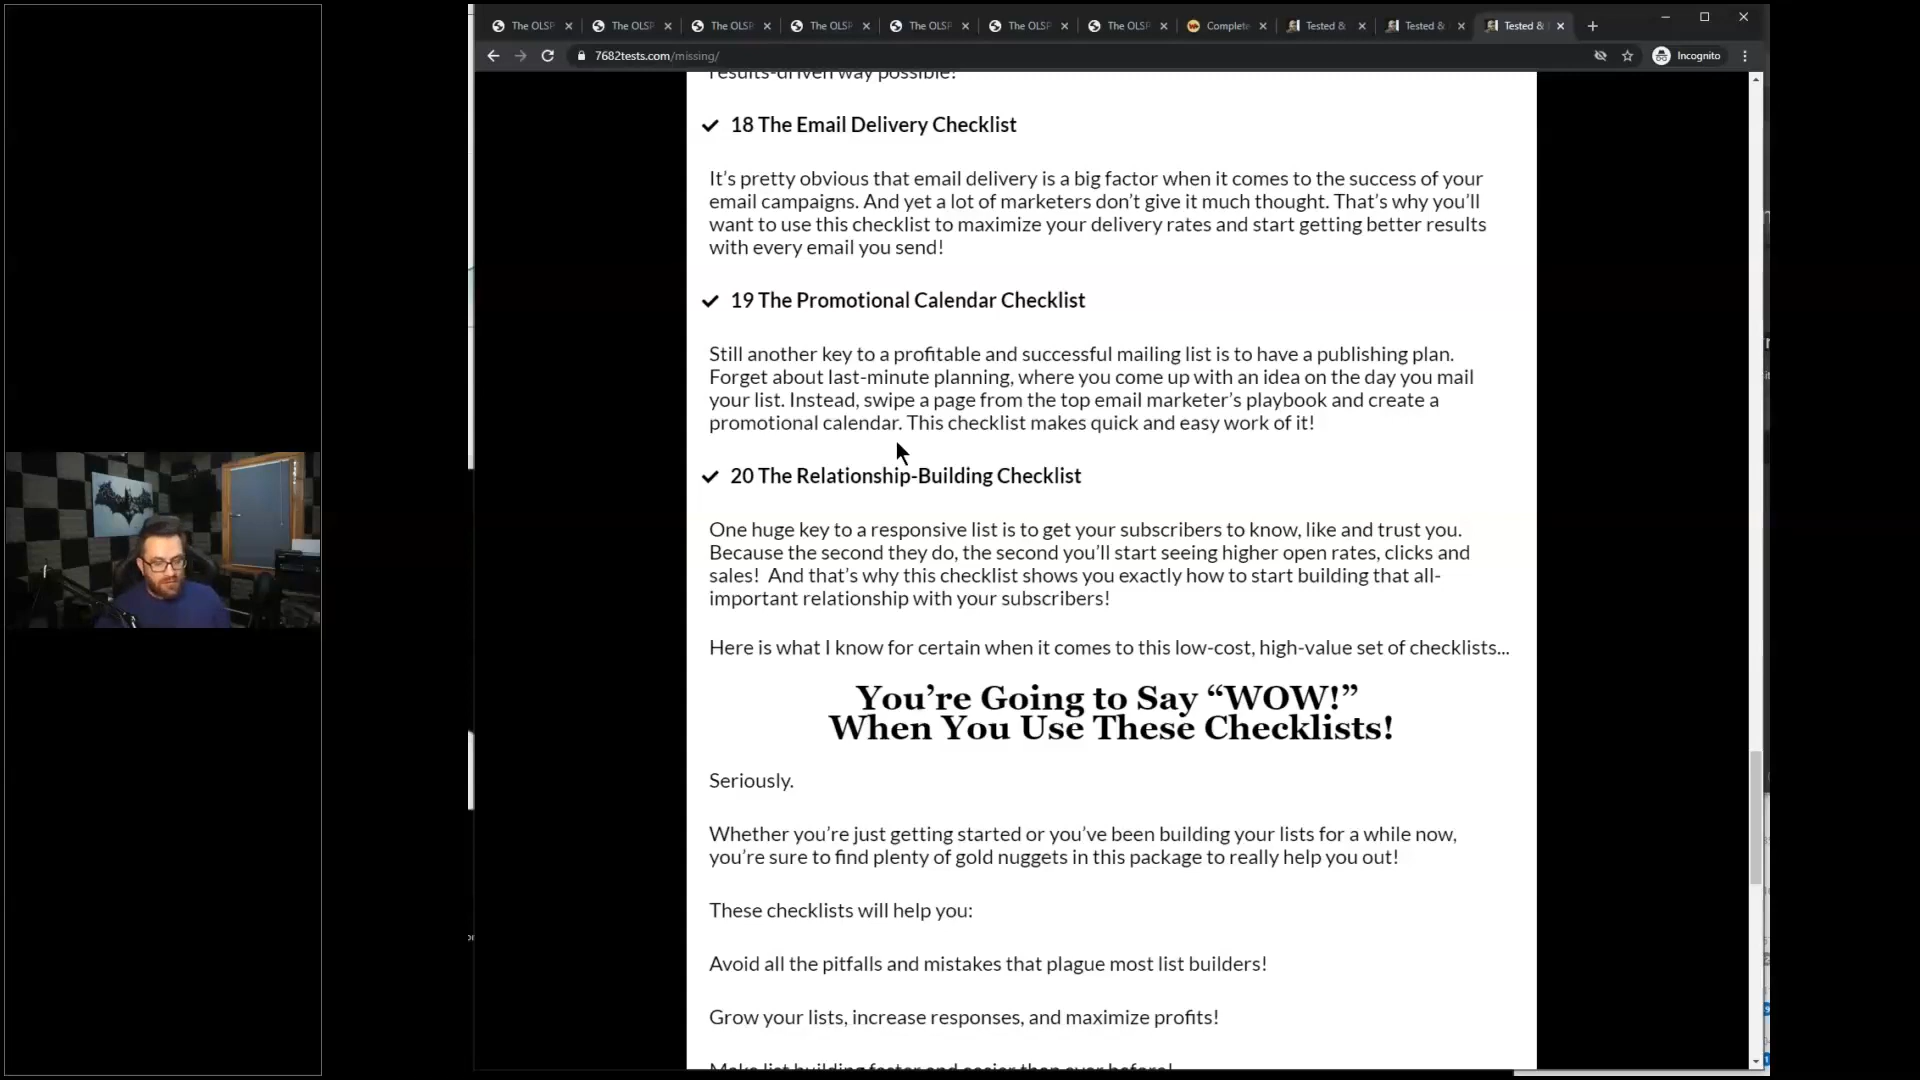 The OLSP
The OLSP
The OLSP
The OLSP
The OLSP
The OLSP
The OLSP
Complete
Tested &
Tested &
Tested &
7682tests.com/missing/
Incognito
results-driven way possible!
18 The Email Delivery Checklist
It’s pretty obvious that email delivery is a big factor when it comes to the success of your
email campaigns. And yet a lot of marketers don’t give it much thought. That’s why you’ll
want to use this checklist to maximize your delivery rates and start getting better results
with every email you send!
19 The Promotional Calendar Checklist
Still another key to a profitable and successful mailing list is to have a publishing plan.
Forget about last-minute planning, where you come up with an idea on the day you mail
your list. Instead, swipe a page from the top email marketer’s playbook and create a
promotional calendar. This checklist makes quick and easy work of it!
20 The Relationship-Building Checklist
One huge key to a responsive list is to get your subscribers to know, like and trust you.
Because the second they do, the second you’ll start seeing higher open rates, clicks and
sales!  And that’s why this checklist shows you exactly how to start building that all-
important relationship with your subscribers!
Here is what I know for certain when it comes to this low-cost, high-value set of checklists...
You’re Going to Say “WOW!”
When You Use These Checklists!
Seriously.
Whether you’re just getting started or you’ve been building your lists for a while now,
you’re sure to find plenty of gold nuggets in this package to really help you out!
These checklists will help you:
Avoid all the pitfalls and mistakes that plague most list builders!
Grow your lists, increase responses, and maximize profits!
Make list building faster and easier than ever before!